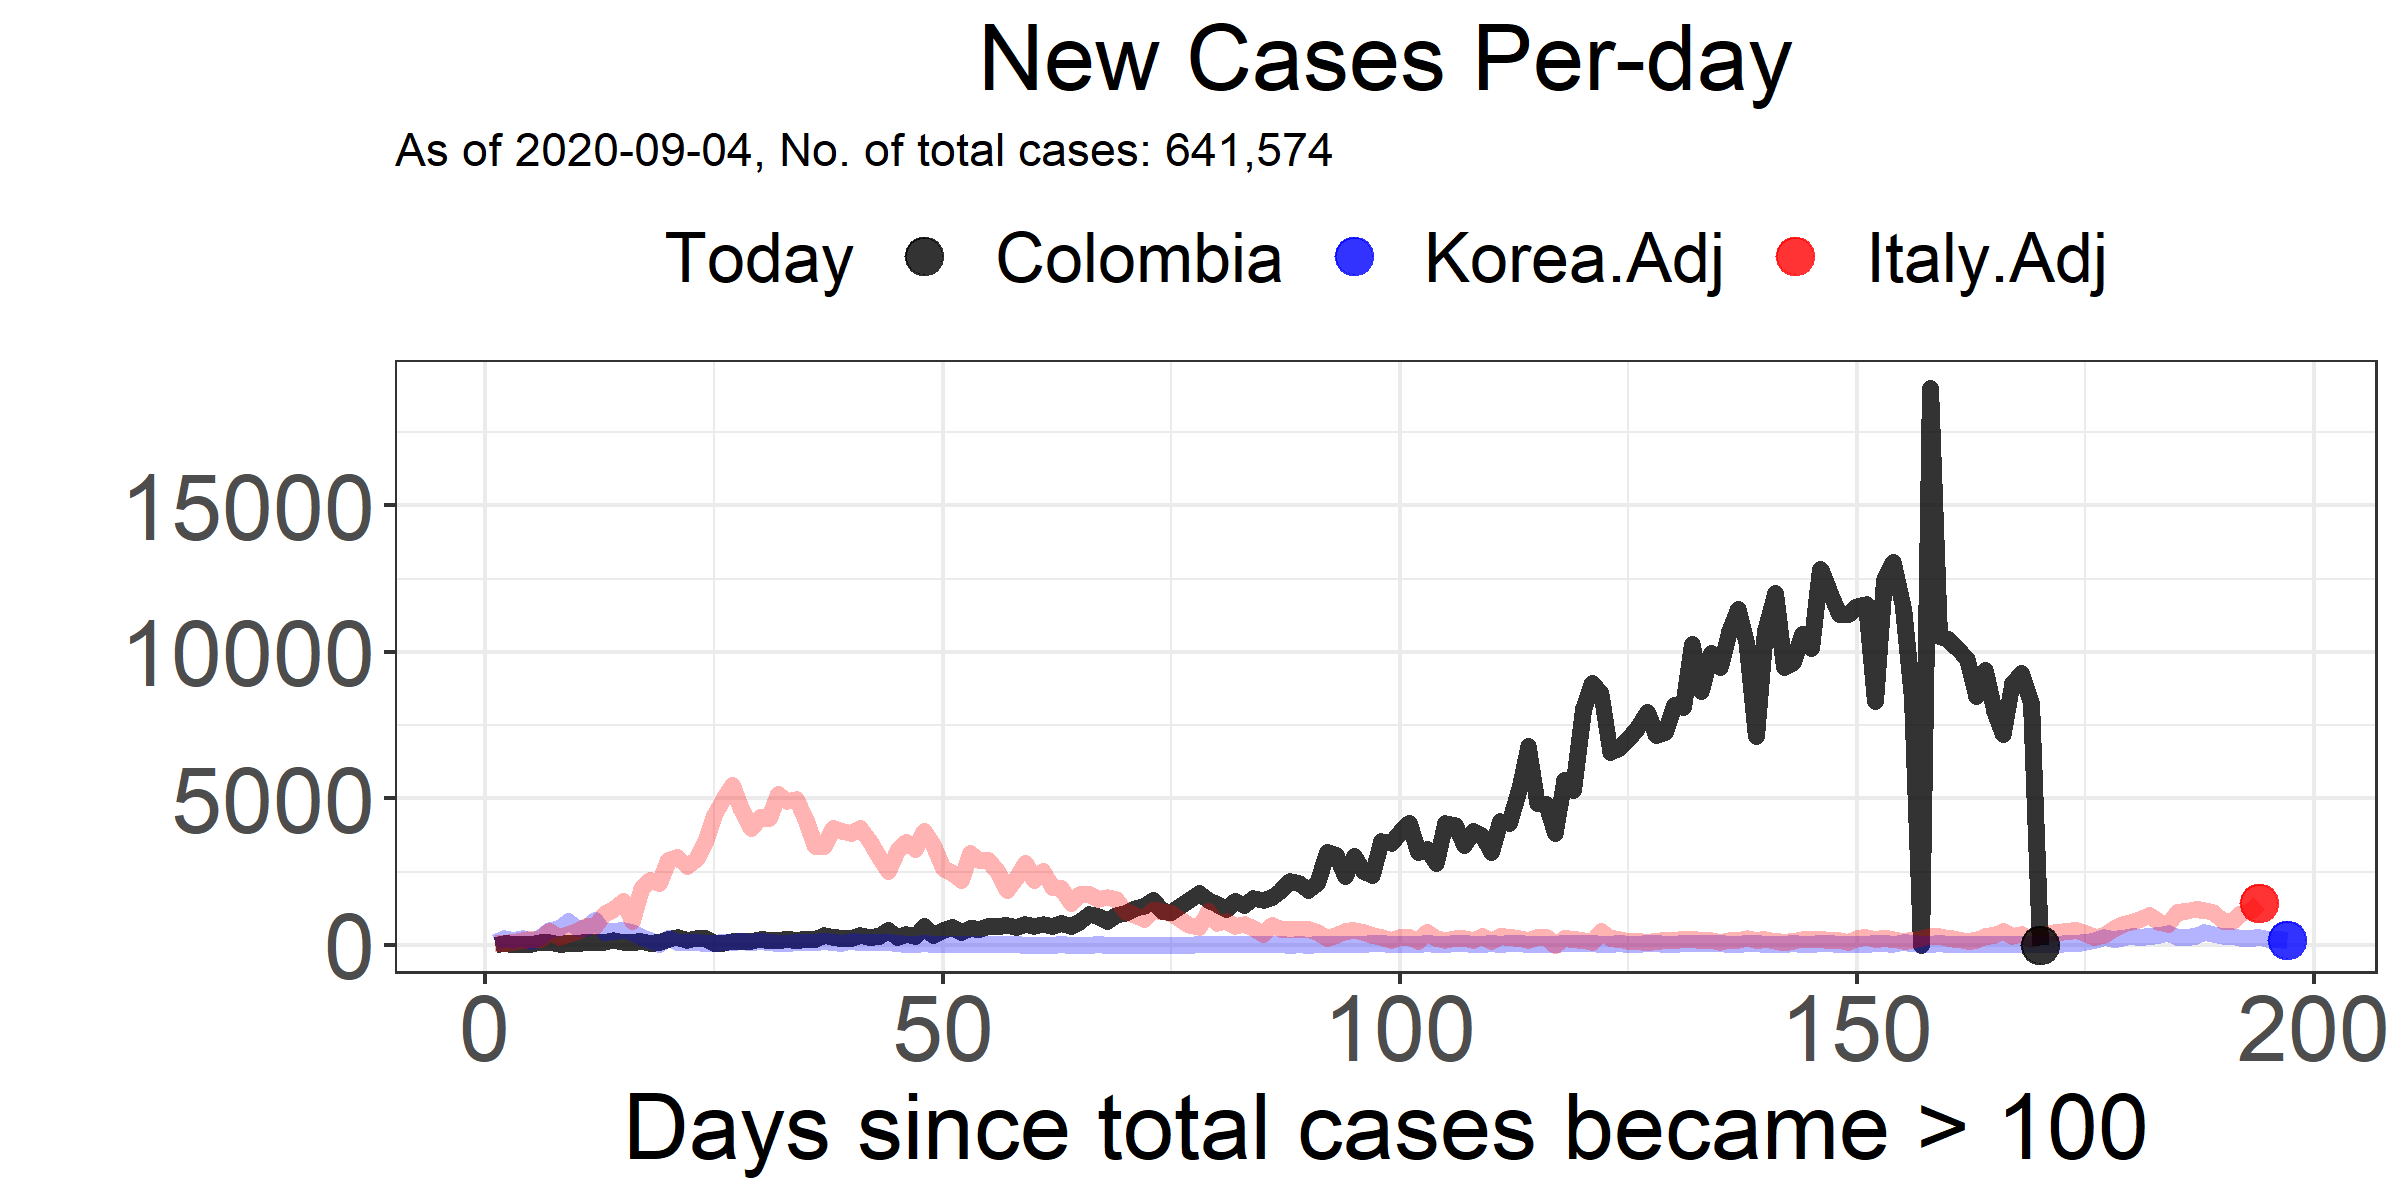 New Cases Per-day
As of 2020-09-04, No. of total cases: 641,574
Today Colombia Korea.Adj Italy.Adj
15000
10000
5000
0
0 50 100 150 200
Days since total cases became > 100